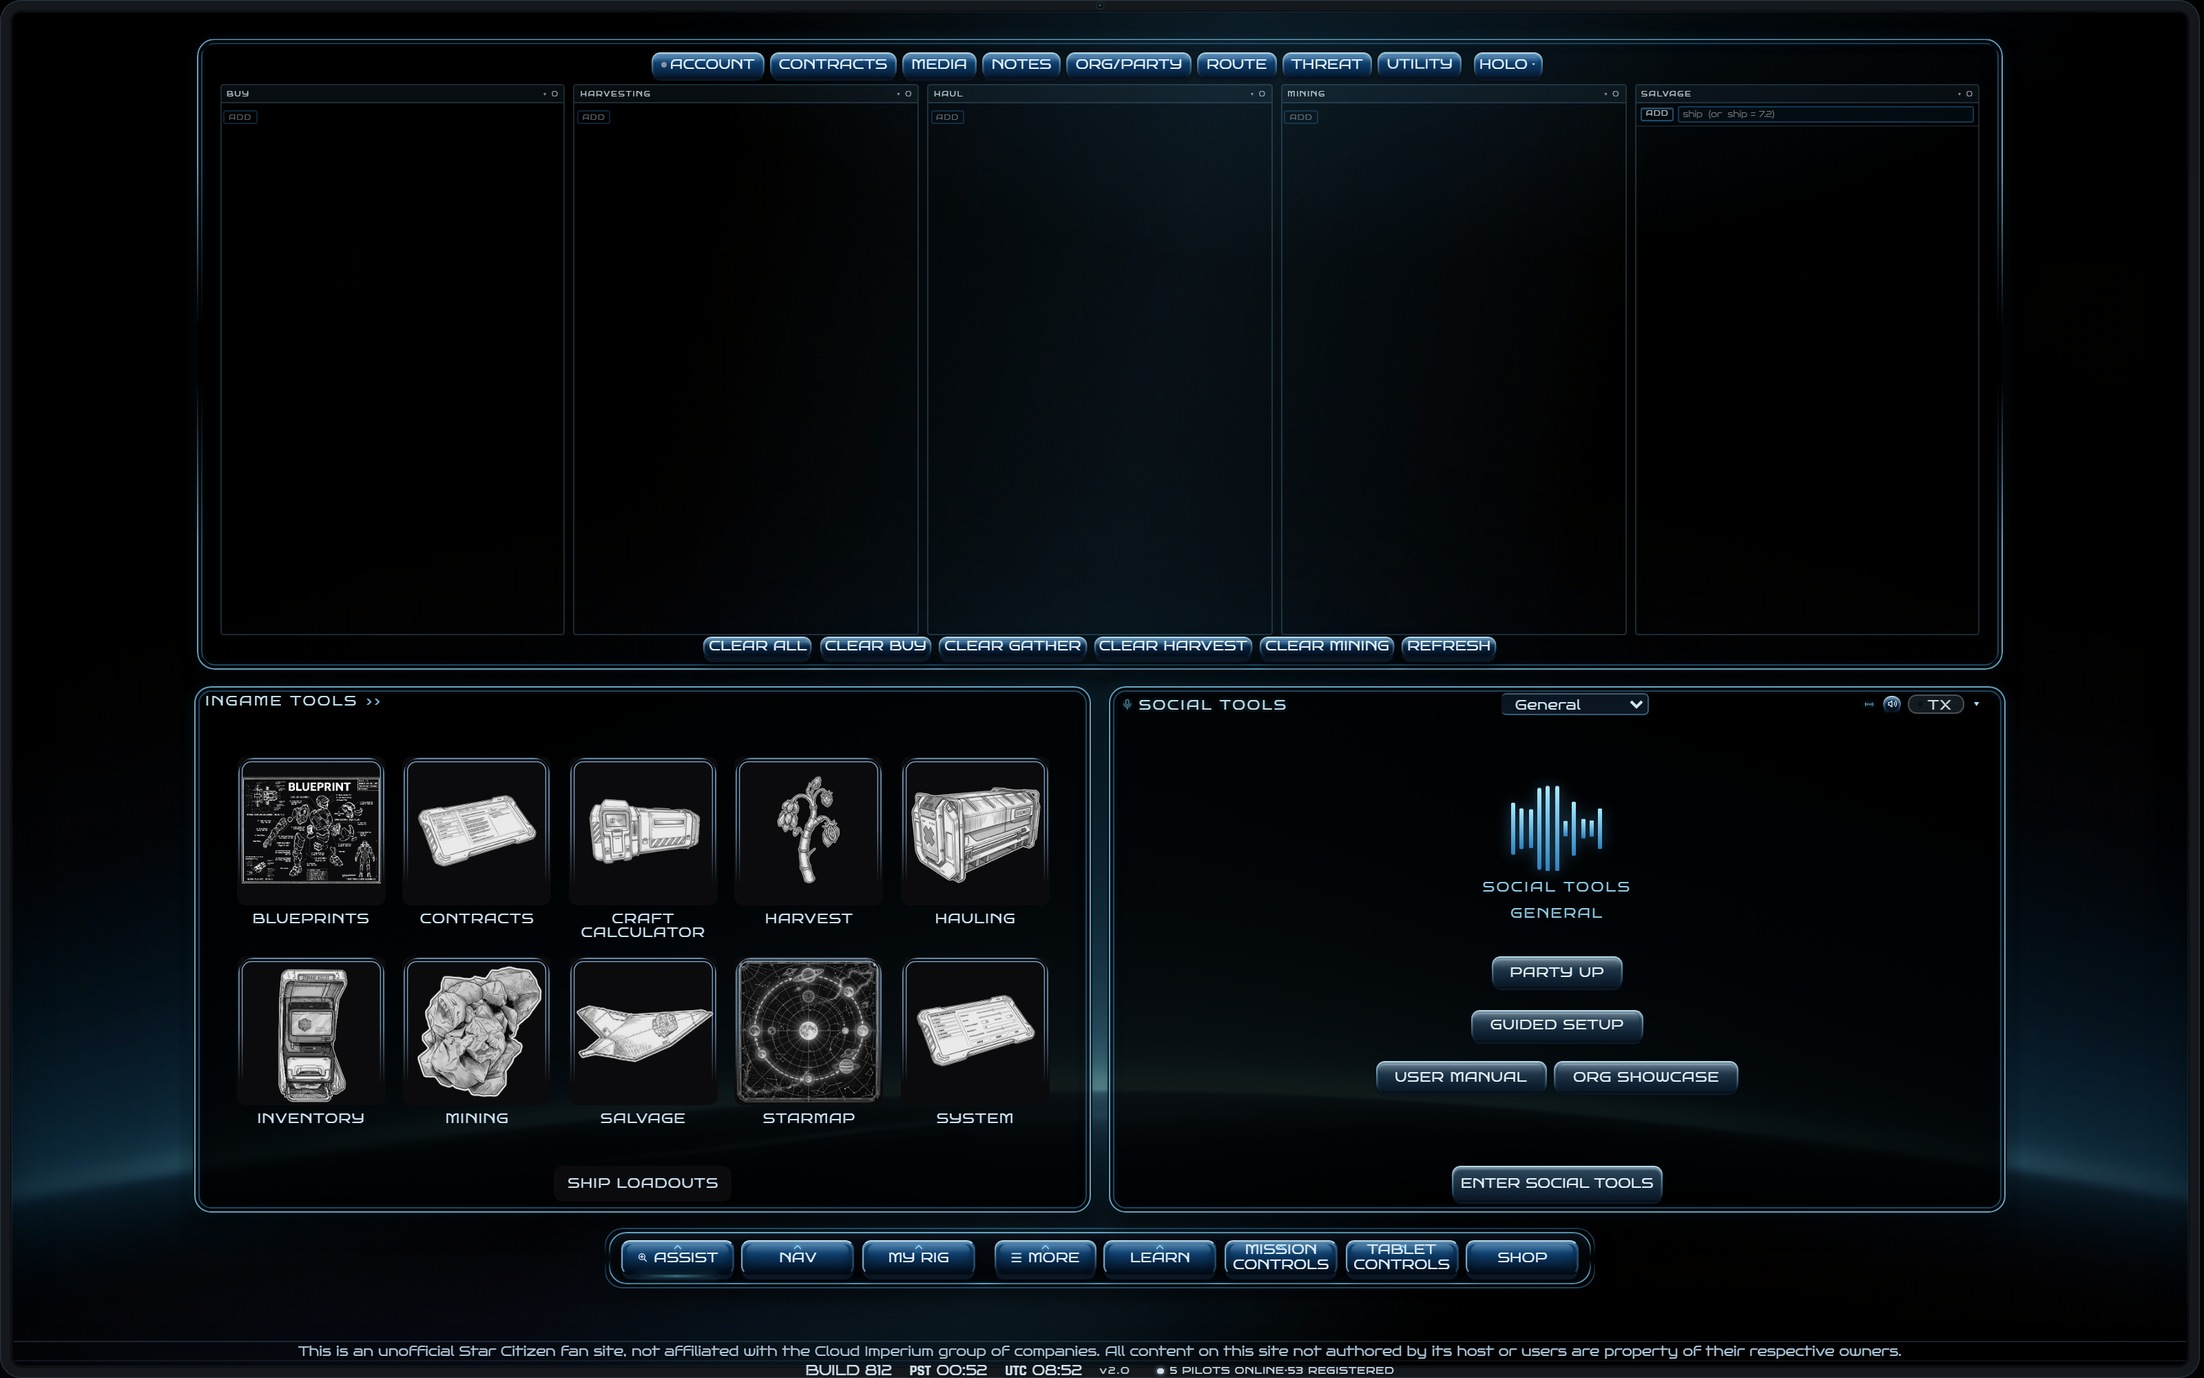 ACCOUNT CONTRACTS MEDIA NOTES ORG/PARTY ROUTE THREAT UTILITY HOLO
BUY 0 HARVESTING 0 HAUL 0 MINING 0 SALVAGE 0
ADD ADD ADD ADD ADD ship (or ship = 7.2)
CLEAR ALL CLEAR BUY CLEAR GATHER CLEAR HARVEST CLEAR MINING REFRESH
INGAME TOOLS >>
BLUEPRINT
BLUEPRINTS CONTRACTS CRAFT CALCULATOR HARVEST HAULING
INVENTORY MINING SALVAGE STARMAP SYSTEM
SHIP LOADOUTS
SOCIAL TOOLS General TX
SOCIAL TOOLS
GENERAL
PARTY UP
GUIDED SETUP
USER MANUAL ORG SHOWCASE
ENTER SOCIAL TOOLS
ASSIST NAV MY RIG ☰ MORE LEARN MISSION CONTROLS TABLET CONTROLS SHOP
This is an unofficial Star Citizen fan site, not affiliated with the Cloud Imperium group of companies. All content on this site not authored by its host or users are property of their respective owners.
BUILD 812 PST 00:52 UTC 08:52 v2.0 5 PILOTS ONLINE·53 REGISTERED